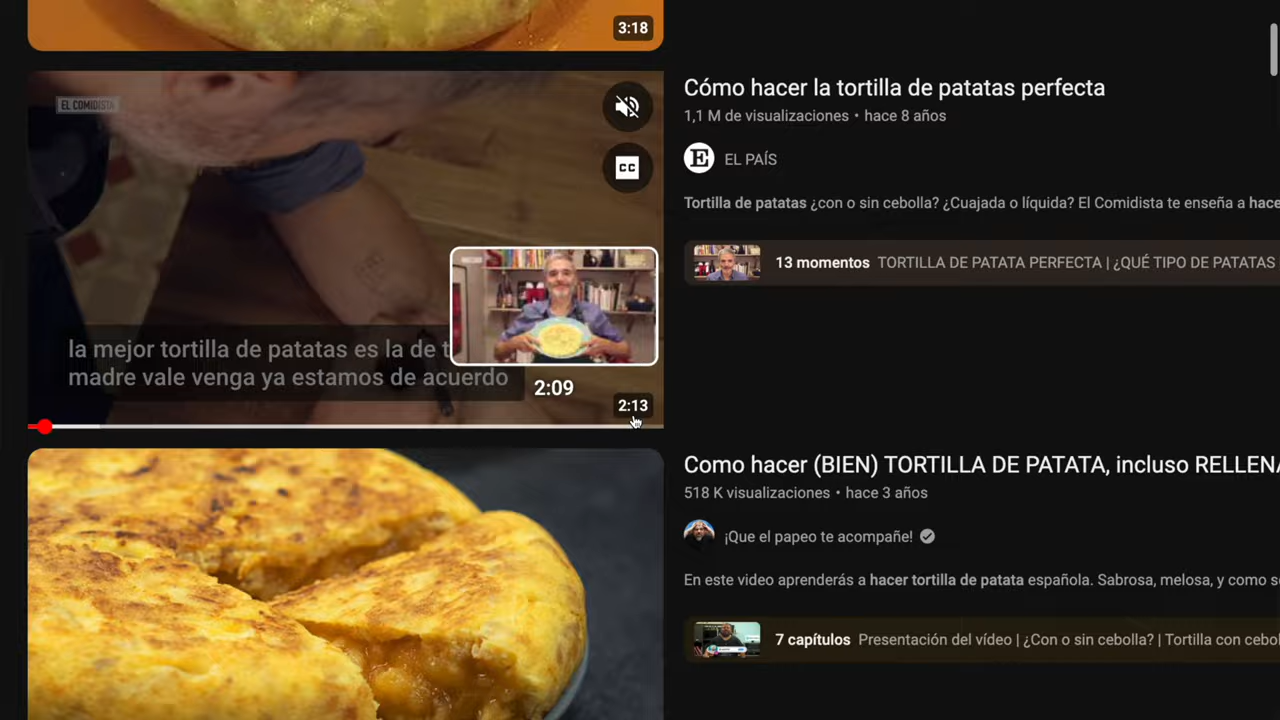 3:18
EL COMIDISTA
CC
la mejor tortilla de patatas es la de t
madre vale venga ya estamos de acuerdo
2:09
2:13
Cómo hacer la tortilla de patatas perfecta
1,1 M de visualizaciones • hace 8 años
E EL PAÍS
Tortilla de patatas ¿con o sin cebolla? ¿Cuajada o líquida? El Comidista te enseña a hace
13 momentos TORTILLA DE PATATA PERFECTA | ¿QUÉ TIPO DE PATATAS
Como hacer (BIEN) TORTILLA DE PATATA, incluso RELLENA
518 K visualizaciones • hace 3 años
¡Que el papeo te acompañe!
En este video aprenderás a hacer tortilla de patata española. Sabrosa, melosa, y como s
7 capítulos Presentación del vídeo | ¿Con o sin cebolla? | Tortilla con cebol